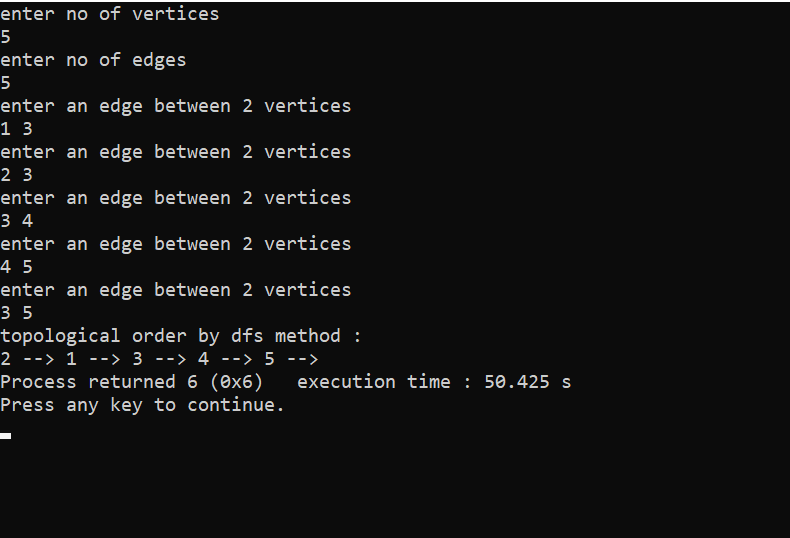 enter no of vertices
5
enter no of edges
5
enter an edge between 2 vertices
1 3
enter an edge between 2 vertices
2 3
enter an edge between 2 vertices
3 4
enter an edge between 2 vertices
4 5
enter an edge between 2 vertices
3 5
topological order by dfs method :
2 --> 1 --> 3 --> 4 --> 5 -->
Process returned 6 (0x6)   execution time : 50.425 s
Press any key to continue.